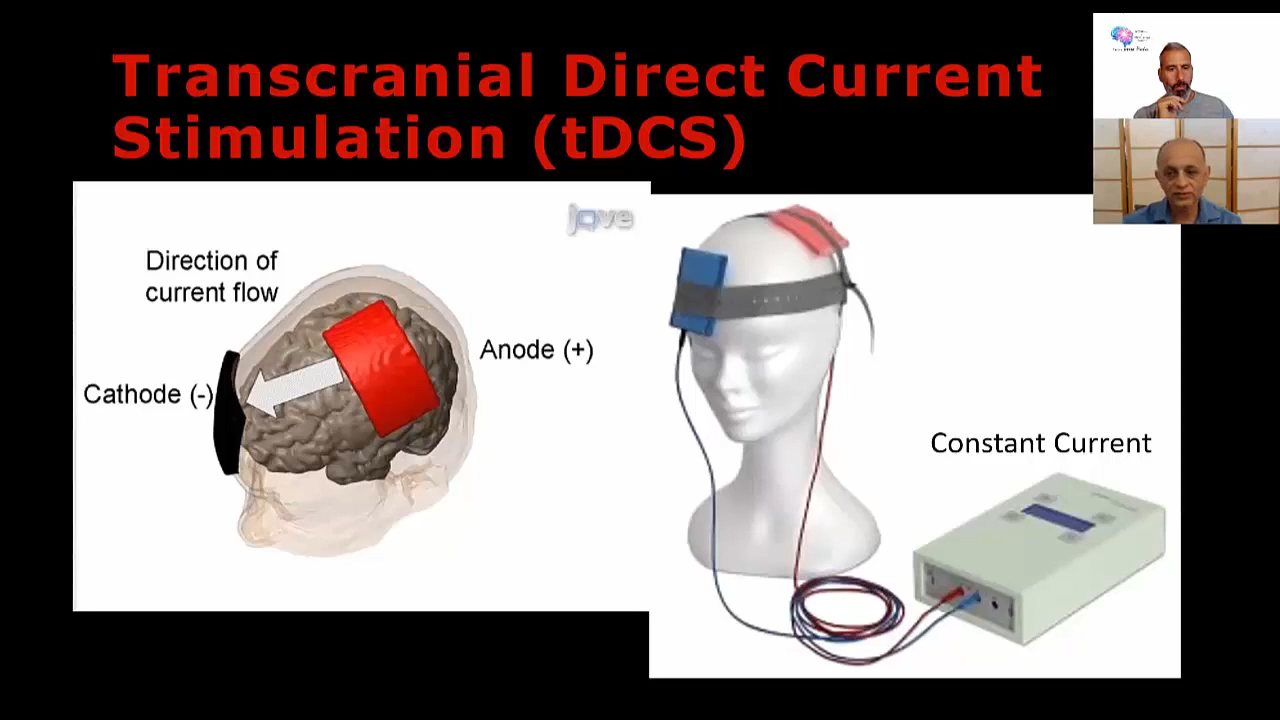 Transcranial Direct Current
Stimulation (tDCS)
jove
Direction of
current flow
Anode (+)
Cathode (-)
Constant Current